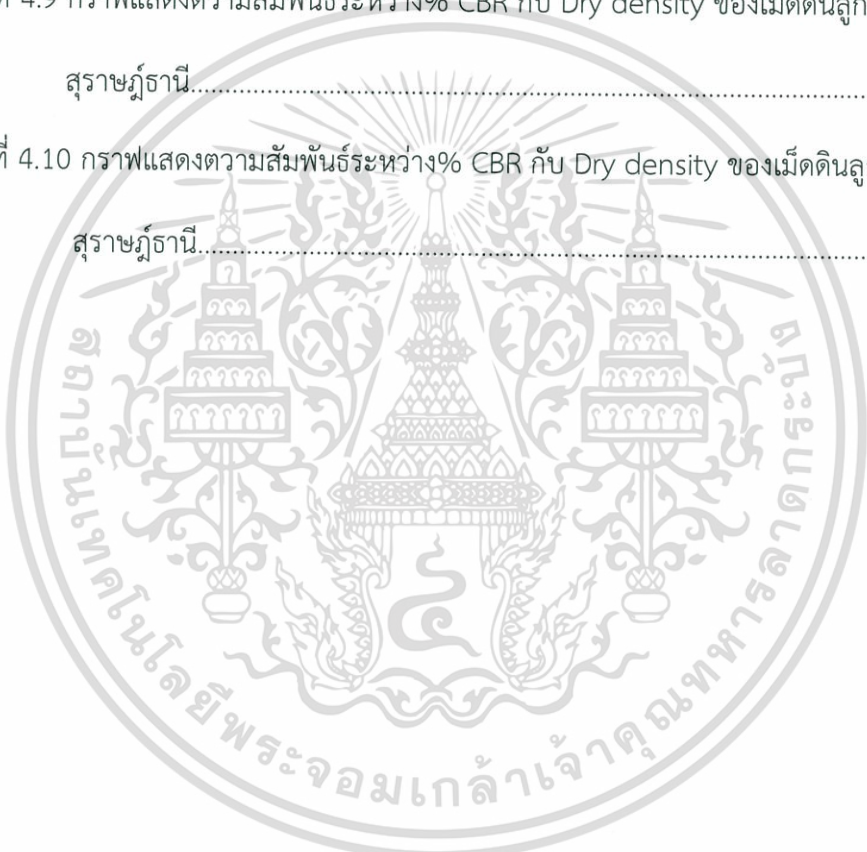 ที่ 4.9 กราฟแสดงความสัมพันธ์ระหว่าง% CBR กับ Dry density ของเม็ดดินลูก
สุราษฎ์ธานี
ที่ 4.10 กราฟแสดงตวามสัมพันธ์ระหว่าง% CBR กับ Dry density ของเม็ดดินลู
สุราษฎ์ธานี
สถาบันเทคโนโลยีพระจอมเกล้าเจ้าคุณทหารลาดกระบัง